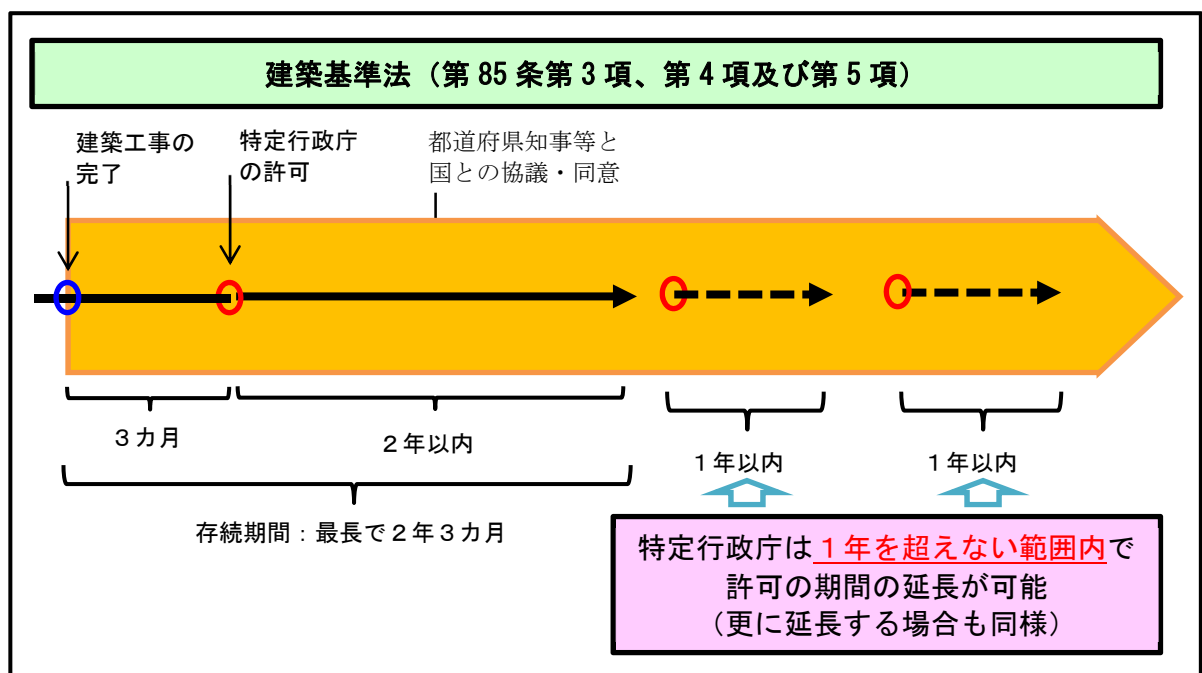 建築基準法（第85条第3項、第4項及び第5項）
建築工事の
完了
特定行政庁
の許可
都道府県知事等と
国との協議・同意
３カ月
２年以内
１年以内
１年以内
存続期間：最長で２年３カ月
特定行政庁は１年を超えない範囲内で
許可の期間の延長が可能
（更に延長する場合も同様）